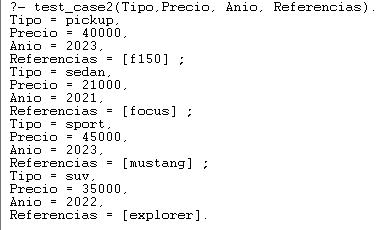 ?- test_case2(Tipo,Precio, Anio, Referencias).
Tipo = pickup,
Precio = 40000,
Anio = 2023,
Referencias = [f150] ;
Tipo = sedan,
Precio = 21000,
Anio = 2021,
Referencias = [focus] ;
Tipo = sport,
Precio = 45000,
Anio = 2023,
Referencias = [mustang] ;
Tipo = suv,
Precio = 35000,
Anio = 2022,
Referencias = [explorer].